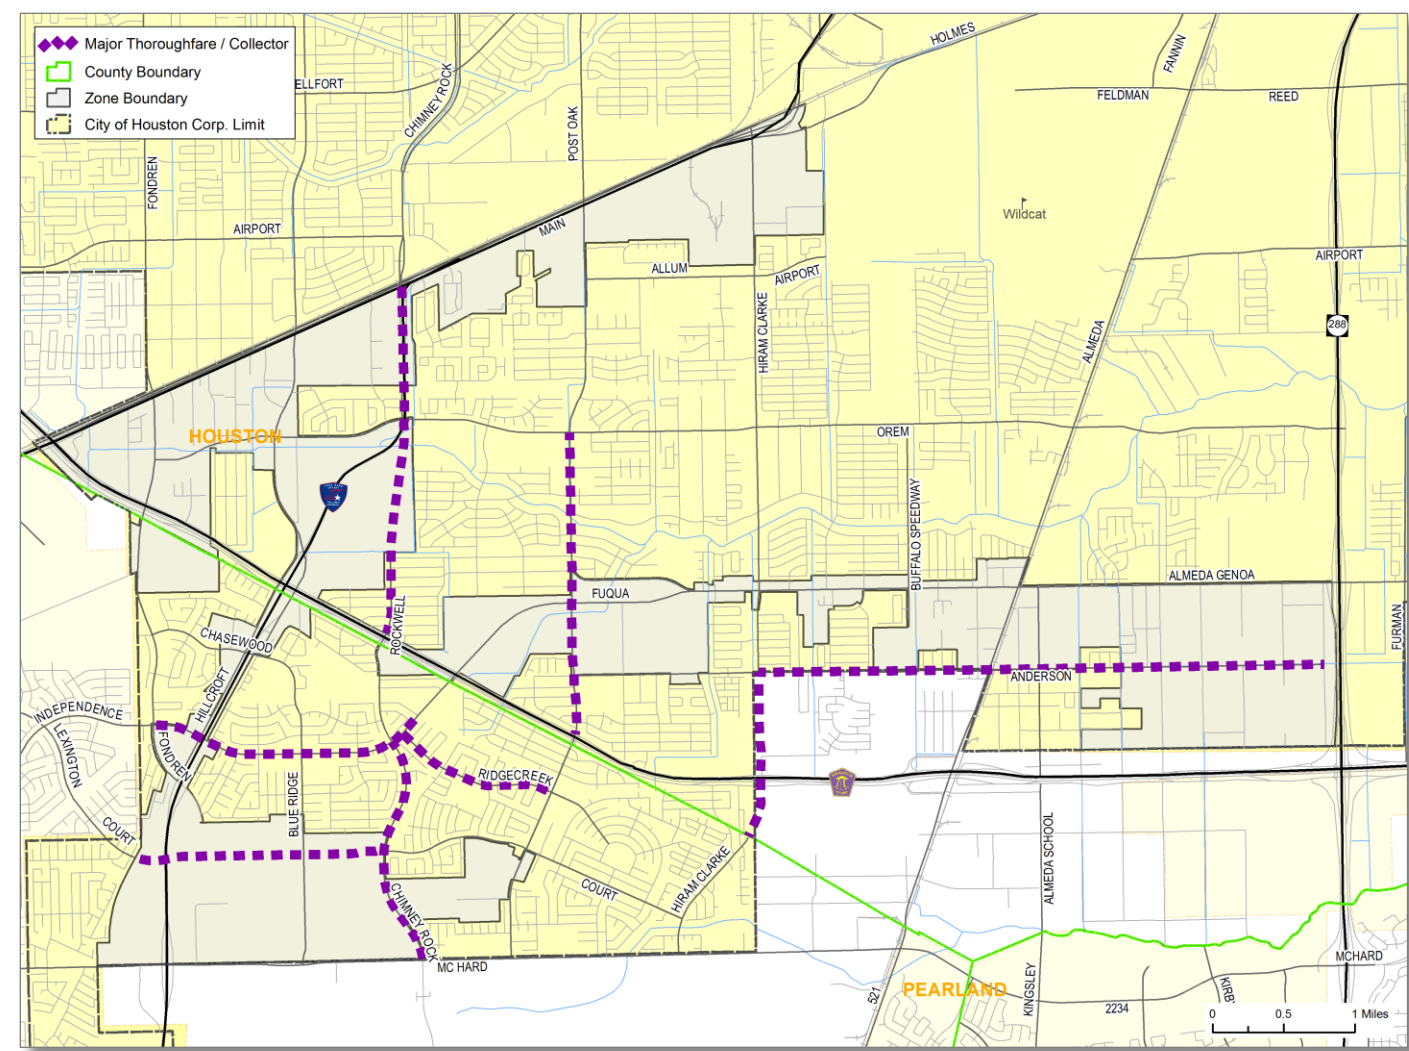 Major Thoroughfare / Collector
County Boundary
Zone Boundary
City of Houston Corp. Limit
ELLFORT
CHIMNEY ROCK
HOLMES
FANNIN
FELDMAN
REED
POST OAK
FONDREN
AIRPORT
MAIN
Wildcat
ALLUM
AIRPORT
AIRPORT
HIRAM CLARKE
288
ALMEDA
HOUSTON
OREM
BUFFALO SPEEDWAY
ALMEDA GENOA
FUQUA
ROCKWELL
FURMAN
CHASEWOOD
ANDERSON
HILLCROFT
INDEPENDENCE
LEXINGTON
FONDREN
RIDGECREEK
BLUE RIDGE
COURT
ALMEDA SCHOOL
HIRAM CLARKE
COURT
CHIMNEY ROCK
MC HARD
MCHARD
521
PEARLAND
KINGSLEY
2234
KIRB
0 0.5 1 Miles